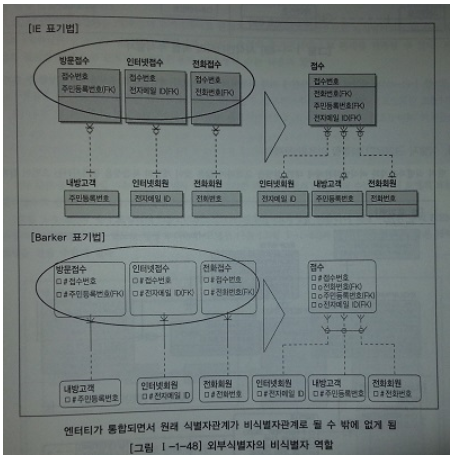 [IE 표기법]
방문접수 인터넷접수 전화접수
접수번호 접수번호 접수번호
주민등록번호(FK) 전자메일 ID(FK) 전화번호(FK)
접수
접수번호
전화번호(FK)
주민등록번호(FK)
전자메일 ID(FK)
내방고객 인터넷회원 전화회원 인터넷회원 내방고객 전화회원
주민등록번호 전자메일 ID 전화번호 전자메일 ID 주민등록번호 전화번호
[Barker 표기법]
방문접수 인터넷접수 전화접수
# 접수번호 # 접수번호 # 접수번호
# 주민등록번호(FK) # 전자메일 ID(FK) # 전화번호(FK)
접수
# 접수번호
o 전화번호(FK)
o 주민등록번호(FK)
o 전자메일 ID(FK)
내방고객 인터넷회원 전화회원 인터넷회원 내방고객 전화회원
# 주민등록번호 # 전자메일 ID # 전화번호 # 전자메일 ID # 주민등록번호 # 전화번호
엔터티가 통합되면서 원래 식별자관계가 비식별자관계로 될 수 밖에 없게 됨
[그림 Ⅰ-1-48] 외부식별자의 비식별자 역할